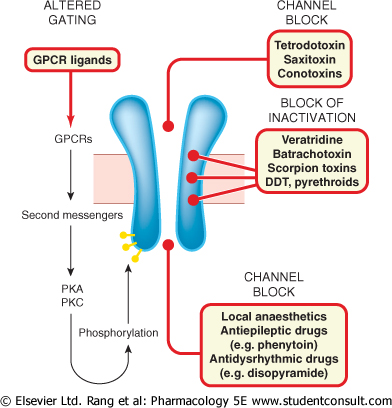 ALTERED
GATING
GPCR ligands
GPCRs
Second messengers
PKA
PKC
Phosphorylation
CHANNEL
BLOCK
Tetrodotoxin
Saxitoxin
Conotoxins
BLOCK OF
INACTIVATION
Veratridine
Batrachotoxin
Scorpion toxins
DDT, pyrethroids
CHANNEL
BLOCK
Local anaesthetics
Antiepileptic drugs
(e.g. phenytoin)
Antidysrhythmic drugs
(e.g. disopyramide)
© Elsevier Ltd. Rang et al: Pharmacology 5E www.studentconsult.com